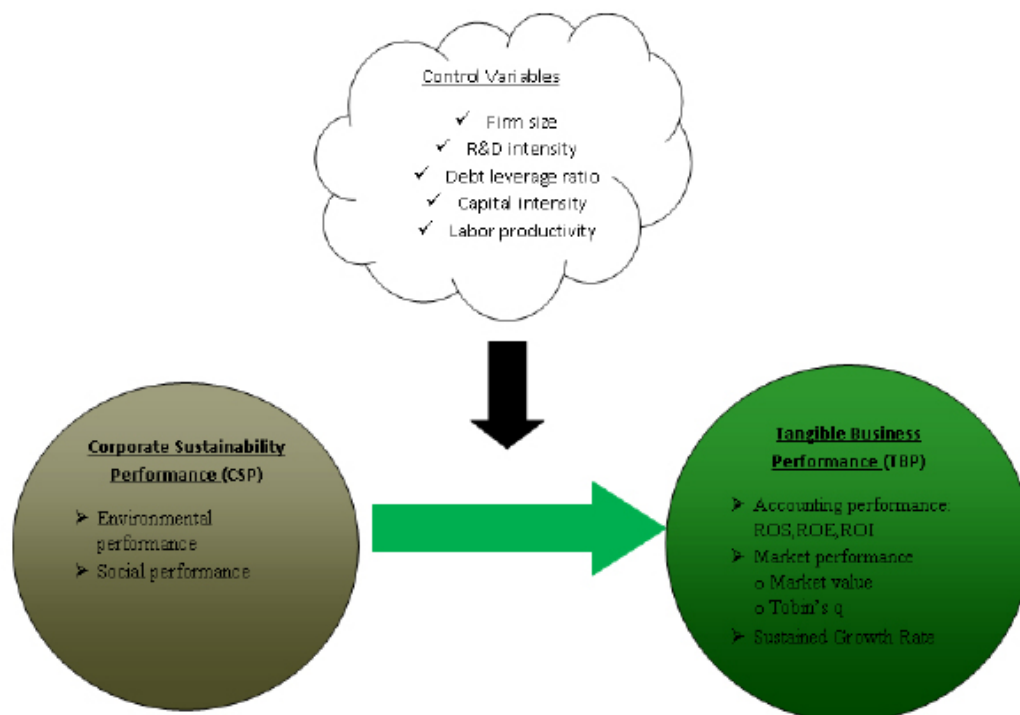 Control Variables
✓ Firm size
✓ R&D intensity
✓ Debt leverage ratio
✓ Capital intensity
✓ Labor productivity
Corporate Sustainability
Performance (CSP)
➢ Environmental
performance
➢ Social performance
Tangible Business
Performance (TBP)
➢ Accounting performance:
ROS,ROE,ROI
➢ Market performance
o Market value
o Tobin's q
➢ Sustained Growth Rate